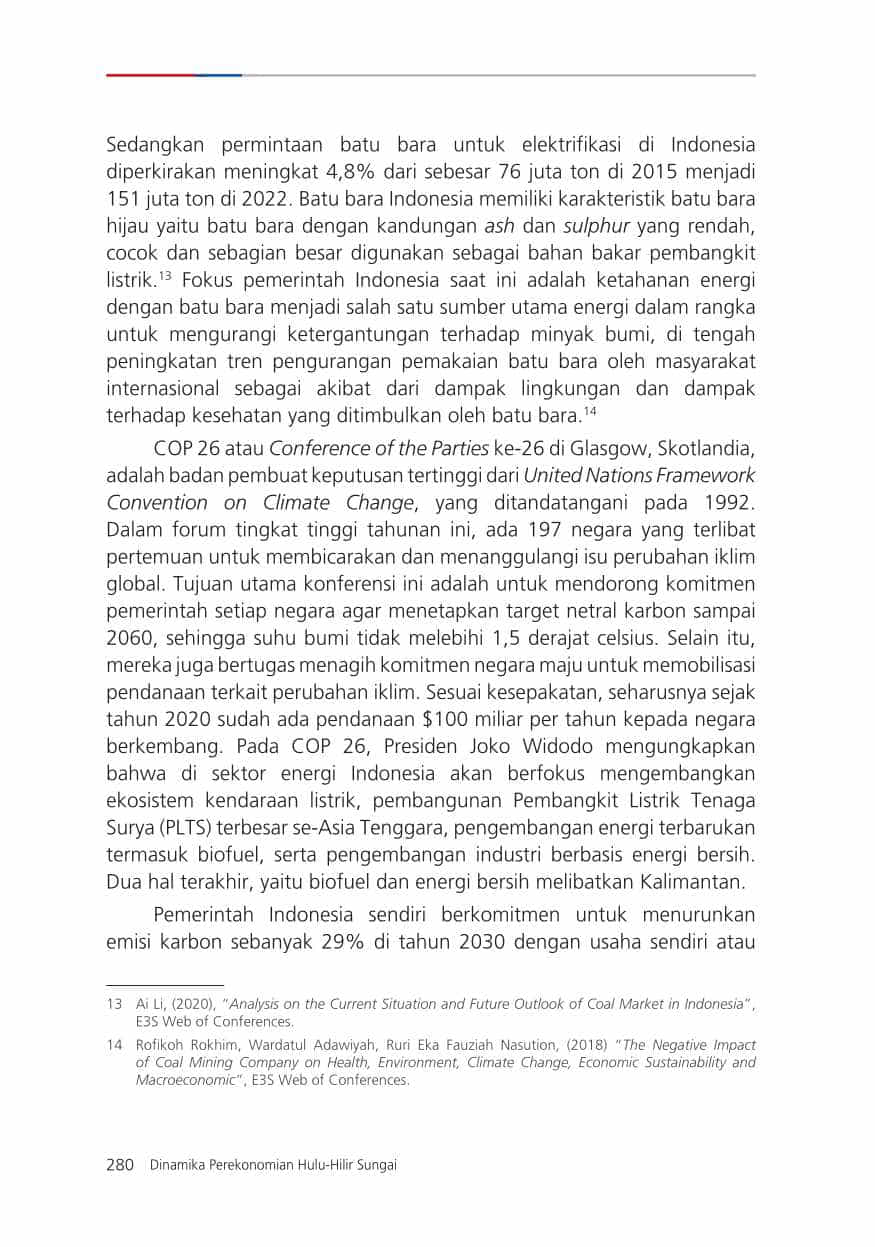 Sedangkan permintaan batu bara untuk elektrifikasi di Indonesia
diperkirakan meningkat 4,8% dari sebesar 76 juta ton di 2015 menjadi
151 juta ton di 2022. Batu bara Indonesia memiliki karakteristik batu bara
hijau yaitu batu bara dengan kandungan ash dan sulphur yang rendah,
cocok dan sebagian besar digunakan sebagai bahan bakar pembangkit
listrik.13 Fokus pemerintah Indonesia saat ini adalah ketahanan energi
dengan batu bara menjadi salah satu sumber utama energi dalam rangka
untuk mengurangi ketergantungan terhadap minyak bumi, di tengah
peningkatan tren pengurangan pemakaian batu bara oleh masyarakat
internasional sebagai akibat dari dampak lingkungan dan dampak
terhadap kesehatan yang ditimbulkan oleh batu bara.14
COP 26 atau Conference of the Parties ke-26 di Glasgow, Skotlandia,
adalah badan pembuat keputusan tertinggi dari United Nations Framework
Convention on Climate Change, yang ditandatangani pada 1992.
Dalam forum tingkat tinggi tahunan ini, ada 197 negara yang terlibat
pertemuan untuk membicarakan dan menanggulangi isu perubahan iklim
global. Tujuan utama konferensi ini adalah untuk mendorong komitmen
pemerintah setiap negara agar menetapkan target netral karbon sampai
2060, sehingga suhu bumi tidak melebihi 1,5 derajat celsius. Selain itu,
mereka juga bertugas menagih komitmen negara maju untuk memobilisasi
pendanaan terkait perubahan iklim. Sesuai kesepakatan, seharusnya sejak
tahun 2020 sudah ada pendanaan $100 miliar per tahun kepada negara
berkembang. Pada COP 26, Presiden Joko Widodo mengungkapkan
bahwa di sektor energi Indonesia akan berfokus mengembangkan
ekosistem kendaraan listrik, pembangunan Pembangkit Listrik Tenaga
Surya (PLTS) terbesar se-Asia Tenggara, pengembangan energi terbarukan
termasuk biofuel, serta pengembangan industri berbasis energi bersih.
Dua hal terakhir, yaitu biofuel dan energi bersih melibatkan Kalimantan.
Pemerintah Indonesia sendiri berkomitmen untuk menurunkan
emisi karbon sebanyak 29% di tahun 2030 dengan usaha sendiri atau
13 Ai Li, (2020), "Analysis on the Current Situation and Future Outlook of Coal Market in Indonesia",
E3S Web of Conferences.
14 Rofikoh Rokhim, Wardatul Adawiyah, Ruri Eka Fauziah Nasution, (2018) "The Negative Impact
of Coal Mining Company on Health, Environment, Climate Change, Economic Sustainability and
Macroeconomic", E3S Web of Conferences.
280 Dinamika Perekonomian Hulu-Hilir Sungai